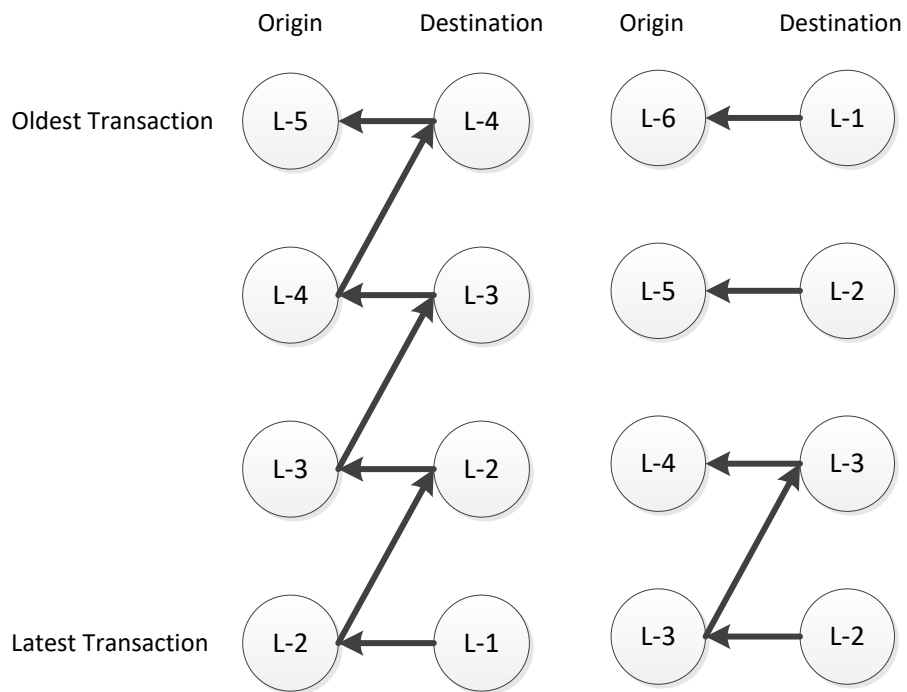 Origin Destination Origin Destination
Oldest Transaction L-5 L-4 L-6 L-1
L-4 L-3 L-5 L-2
L-3 L-2 L-4 L-3
Latest Transaction L-2 L-1 L-3 L-2